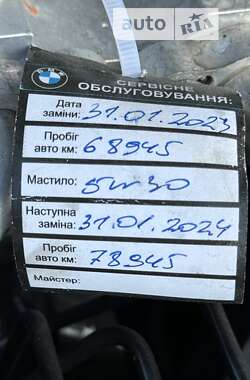 auto RIA
BMW
СЕРВІСНЕ
ОБСЛУГОВУВАННЯ:
Дата заміни: 31.01.2023
Пробіг авто км: 68945
Мастило: 5w30
Наступна заміна: 31.01.2024
Пробіг авто км: 78945
Майстер: